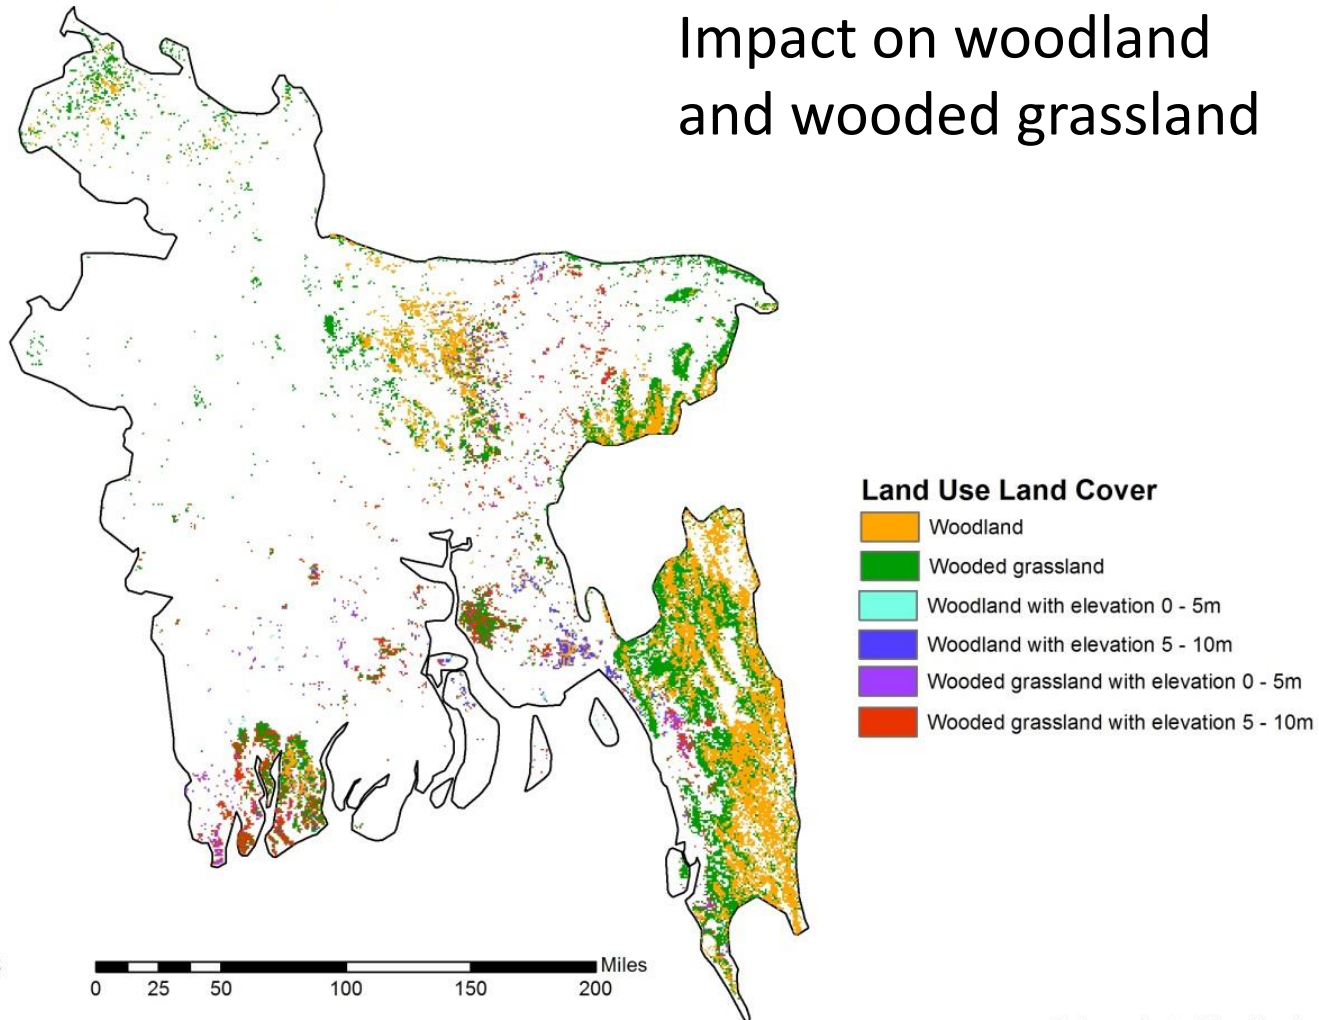 Impact on woodland
and wooded grassland
Land Use Land Cover
Woodland
Wooded grassland
Woodland with elevation 0 - 5m
Woodland with elevation 5 - 10m
Wooded grassland with elevation 0 - 5m
Wooded grassland with elevation 5 - 10m
Miles
0 25 50 100 150 200